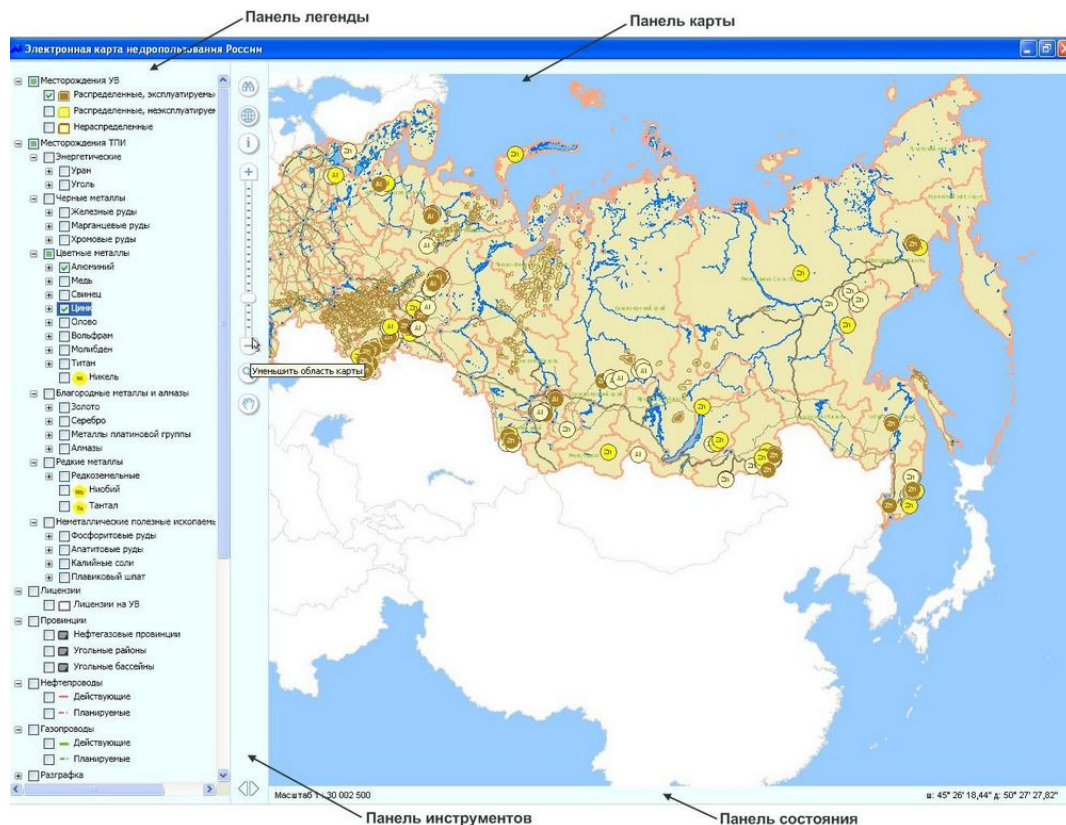 Панель легенды
Панель карты
Электронная карта недропользования России
Месторождения УВ
Распределенные, эксплуатируемы
Распределенные, неэксплуатируем
Нераспределенные
Месторождения ТПИ
Энергетические
Уран
Уголь
Черные металлы
Железные руды
Марганцевые руды
Хромовые руды
Цветные металлы
Алюминий
Медь
Свинец
Цинк
Олово
Вольфрам
Молибден
Титан
Никель
Благородные металлы и алмазы
Золото
Серебро
Металлы платиновой группы
Алмазы
Редкие металлы
Редкоземельные
Ниобий
Тантал
Неметаллические полезные ископаемь
Фосфоритовые руды
Апатитовые руды
Калийные соли
Плавиковый шпат
Лицензии
Лицензии на УВ
Провинции
Нефтегазовые провинции
Угольные районы
Угольные бассейны
Нефтепроводы
Действующие
Планируемые
Газопроводы
Действующие
Планируемые
Разграфка
Уменьшить область карты
Масштаб 1 : 30 002 500
ш: 45° 26' 18,44" д: 50° 27' 27,82"
Панель инструментов
Панель состояния